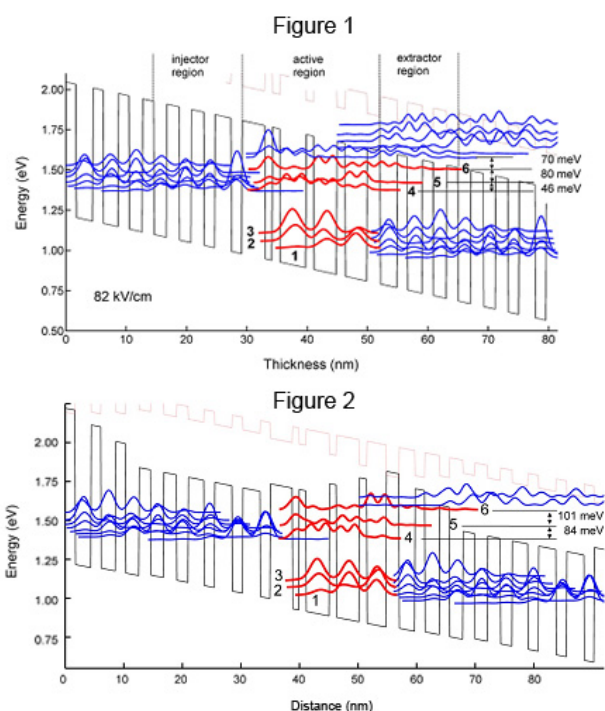 Figure 1
injector region
active region
extractor region
2.00
1.75
1.50
1.25
1.00
0.75
0.50
Energy (eV)
70 meV
80 meV
46 meV
6
5
4
3
2
1
82 kV/cm
0
10
20
30
40
50
60
70
80
Thickness (nm)
Figure 2
2.00
1.75
1.50
1.25
1.00
0.75
Energy (eV)
6
101 meV
5
84 meV
4
3
2
1
0
10
20
30
40
50
60
70
80
Distance (nm)